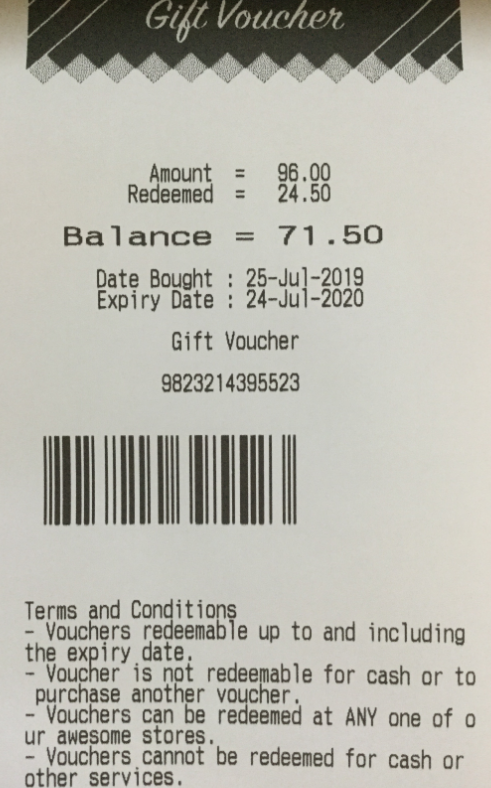 Gift Voucher
Amount = 96.00
Redeemed = 24.50
Balance = 71.50
Date Bought : 25-Jul-2019
Expiry Date : 24-Jul-2020
Gift Voucher
9823214395523
Terms and Conditions
- Vouchers redeemable up to and including
the expiry date.
- Voucher is not redeemable for cash or to
purchase another voucher.
- Vouchers can be redeemed at ANY one of o
ur awesome stores.
- Vouchers cannot be redeemed for cash or
other services.